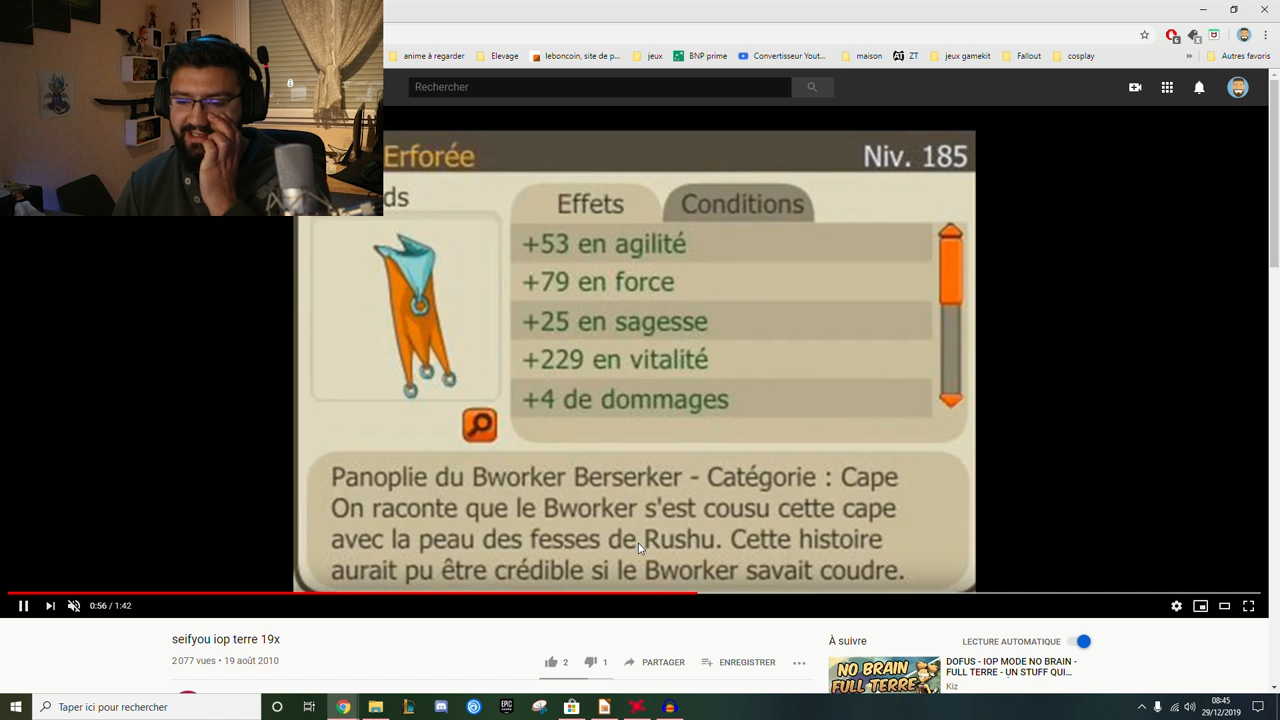 anime à regarder
Elevage
leboncoin, site de p...
jeux
BNP prime
Convertisseur Yout...
maison
ZT
jeux gamekit
Fallout
cosplay
»
Autres favoris
Rechercher
Erforée
Niv. 185
ds
Effets
Conditions
+53 en agilité
+79 en force
+25 en sagesse
+229 en vitalité
+4 de dommages
Panoplie du Bworker Berserker - Catégorie : Cape
On raconte que le Bworker s'est cousu cette cape
avec la peau des fesses de Rushu. Cette histoire
aurait pu être crédible si le Bworker savait coudre.
0:56 / 1:42
seifyou iop terre 19x
2 077 vues • 19 août 2010
2
1
PARTAGER
ENREGISTRER
À suivre
LECTURE AUTOMATIQUE
NO BRAIN
FULL TERRE
DOFUS - IOP MODE NO BRAIN -
FULL TERRE - UN STUFF QUI...
Kiz
Taper ici pour rechercher
EPIC
08:45
29/12/2019